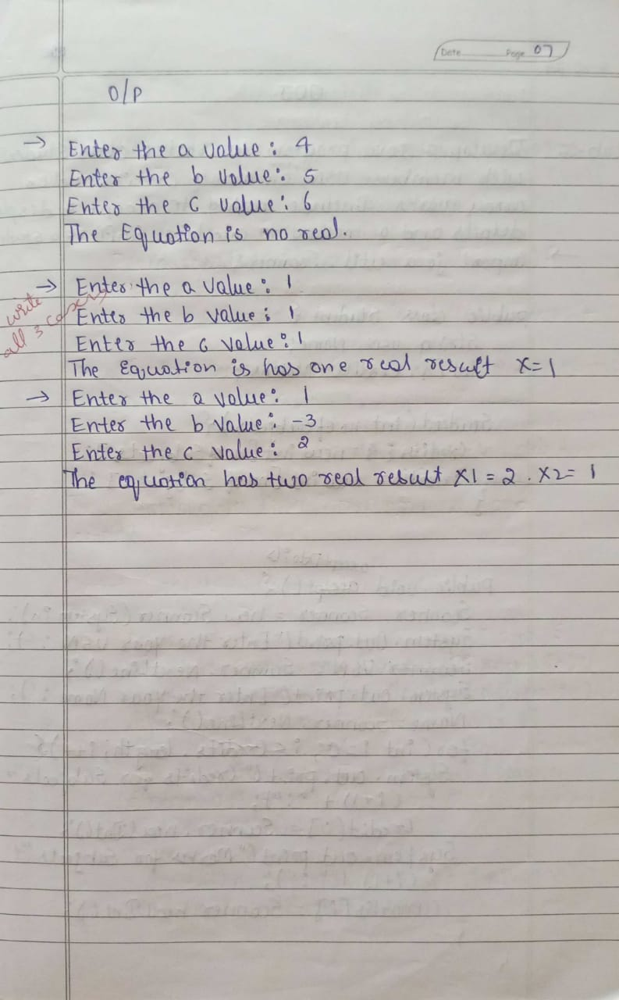 Date Page 07
O/P
→ Enter the a value : 4
Enter the b value : 5
Enter the c value : 6
The Equation is no real.
→ Enter the a value : 1
write
all 3 cases
Enter the b value : 1
Enter the c value : 1
The Equation is has one real result x=1
→ Enter the a value : 1
Enter the b value : -3
Enter the c value : 2
The equation has two real result x1 = 2 . x2= 1